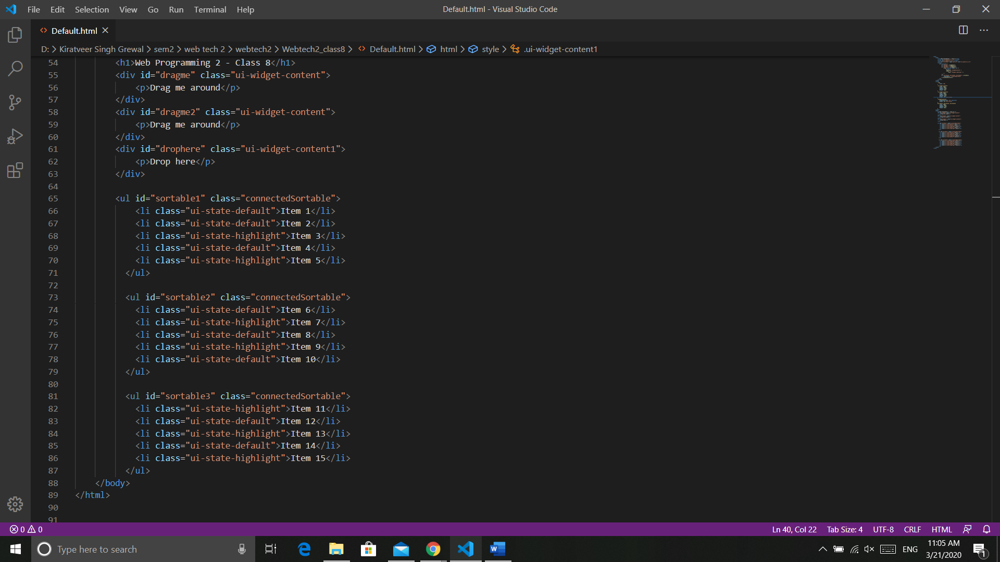 File Edit Selection View Go Run Terminal Help
Default.html - Visual Studio Code
Default.html
D: > Kiratveer Singh Grewal > sem2 > web tech 2 > webtech2 > Webtech2_class8 > Default.html > html > style > .ui-widget-content1
54 <h1>Web Programming 2 - Class 8</h1>
55 <div id="dragme" class="ui-widget-content">
56 <p>Drag me around</p>
57 </div>
58 <div id="dragme2" class="ui-widget-content">
59 <p>Drag me around</p>
60 </div>
61 <div id="drophere" class="ui-widget-content1">
62 <p>Drop here</p>
63 </div>
64
65 <ul id="sortable1" class="connectedSortable">
66 <li class="ui-state-default">Item 1</li>
67 <li class="ui-state-default">Item 2</li>
68 <li class="ui-state-highlight">Item 3</li>
69 <li class="ui-state-default">Item 4</li>
70 <li class="ui-state-highlight">Item 5</li>
71 </ul>
72
73 <ul id="sortable2" class="connectedSortable">
74 <li class="ui-state-default">Item 6</li>
75 <li class="ui-state-highlight">Item 7</li>
76 <li class="ui-state-default">Item 8</li>
77 <li class="ui-state-highlight">Item 9</li>
78 <li class="ui-state-default">Item 10</li>
79 </ul>
80
81 <ul id="sortable3" class="connectedSortable">
82 <li class="ui-state-highlight">Item 11</li>
83 <li class="ui-state-default">Item 12</li>
84 <li class="ui-state-highlight">Item 13</li>
85 <li class="ui-state-default">Item 14</li>
86 <li class="ui-state-highlight">Item 15</li>
87 </ul>
88 </body>
89 </html>
90
91
0 0 Ln 40, Col 22 Tab Size: 4 UTF-8 CRLF HTML
Type here to search
ENG
11:05 AM
3/21/2020
1